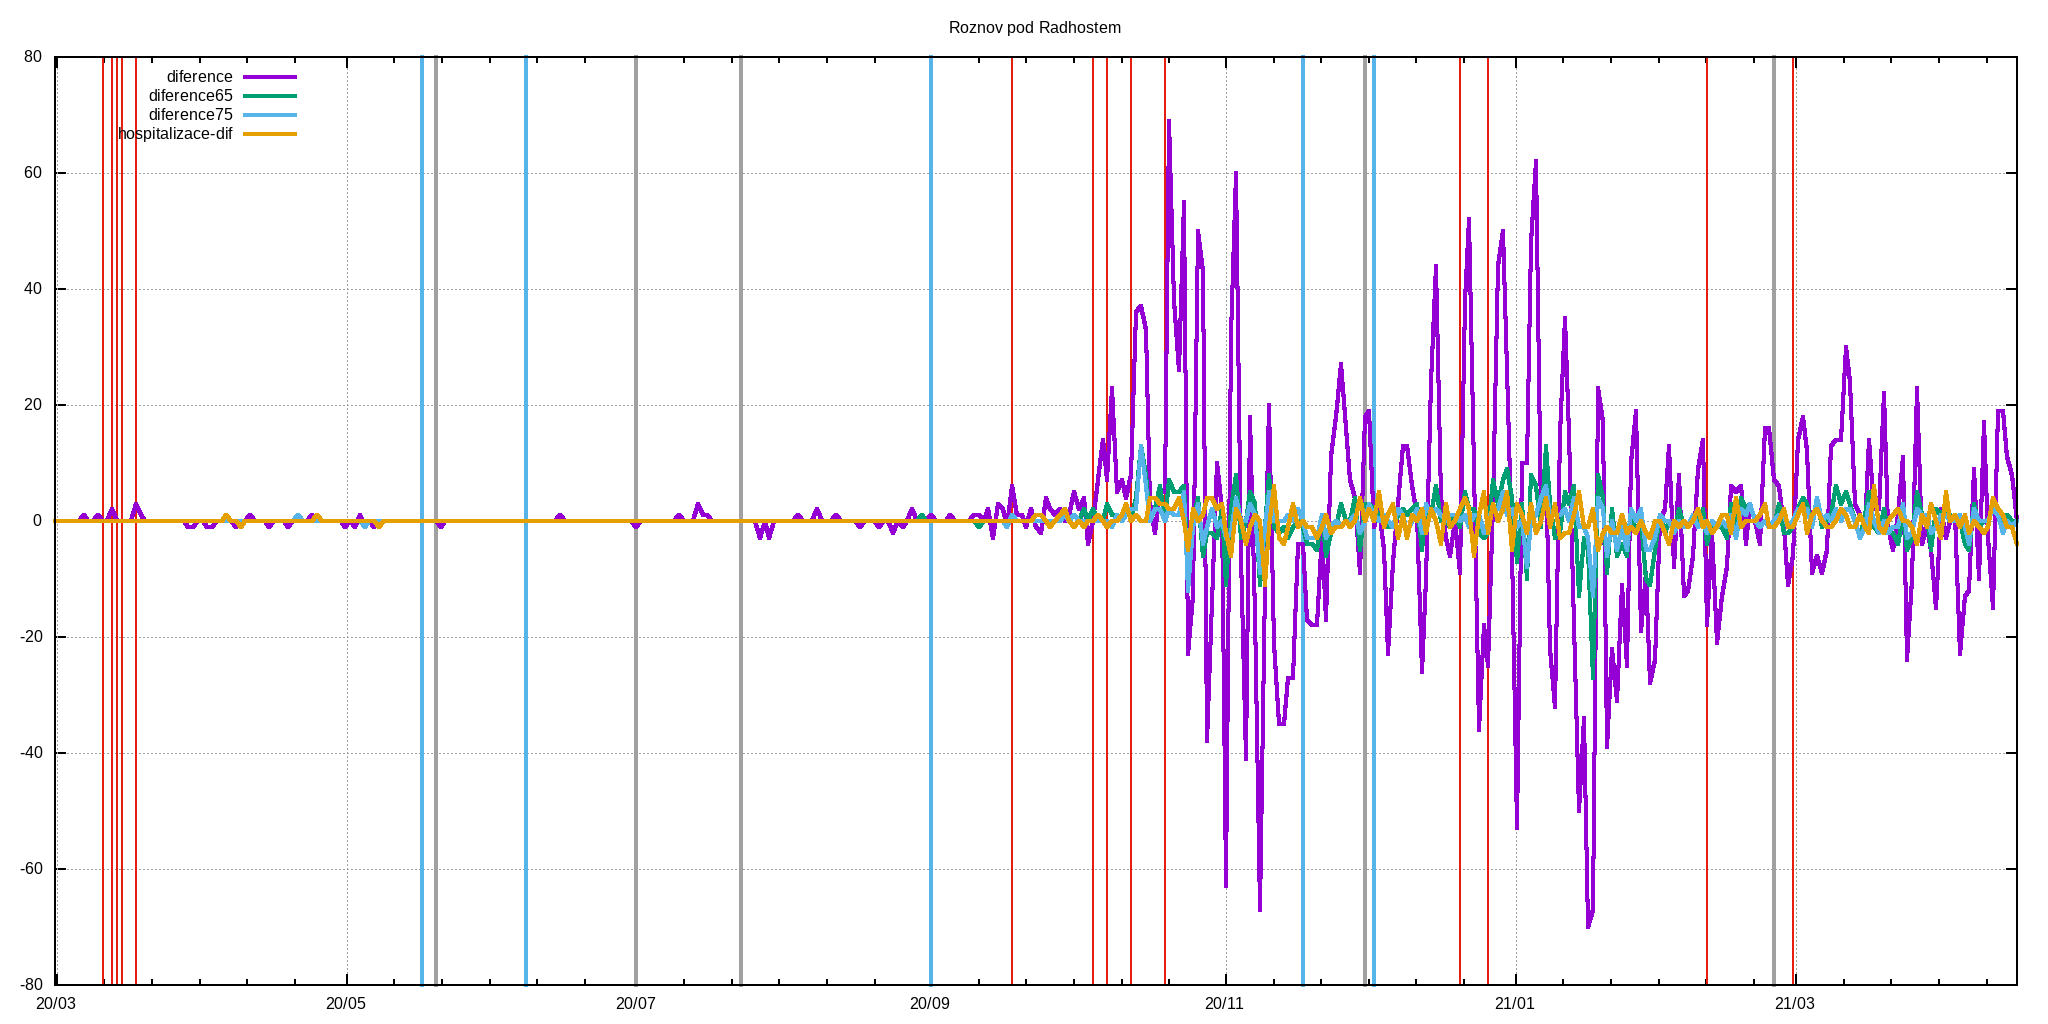 Roznov pod Radhostem
80
60
40
20
0
-20
-40
-60
-80
diference
diference65
diference75
hospitalizace-dif
20/03 20/05 20/07 20/09 20/11 21/01 21/03